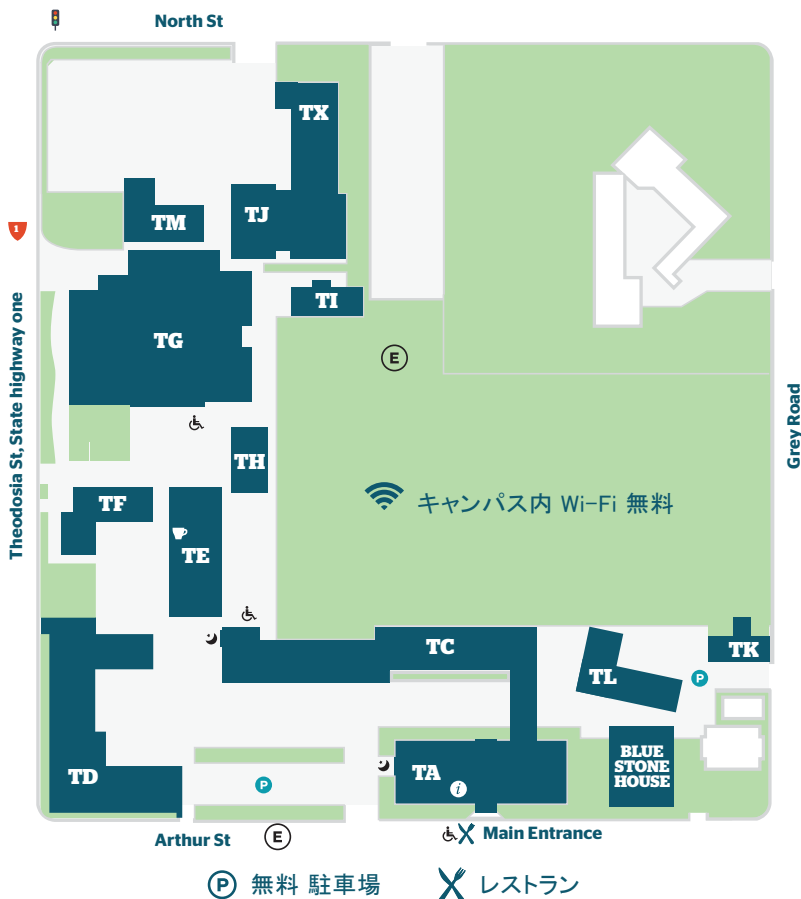 North St
TX
TM
TJ
1
TI
TG
E
Theodosia St, State highway one
Grey Road
TH
キャンパス内 Wi-Fi 無料
TF
TE
TC
TK
TL
P
BLUE
STONE
HOUSE
TD
TA
i
P
Arthur St
E
Main Entrance
P 無料 駐車場
レストラン